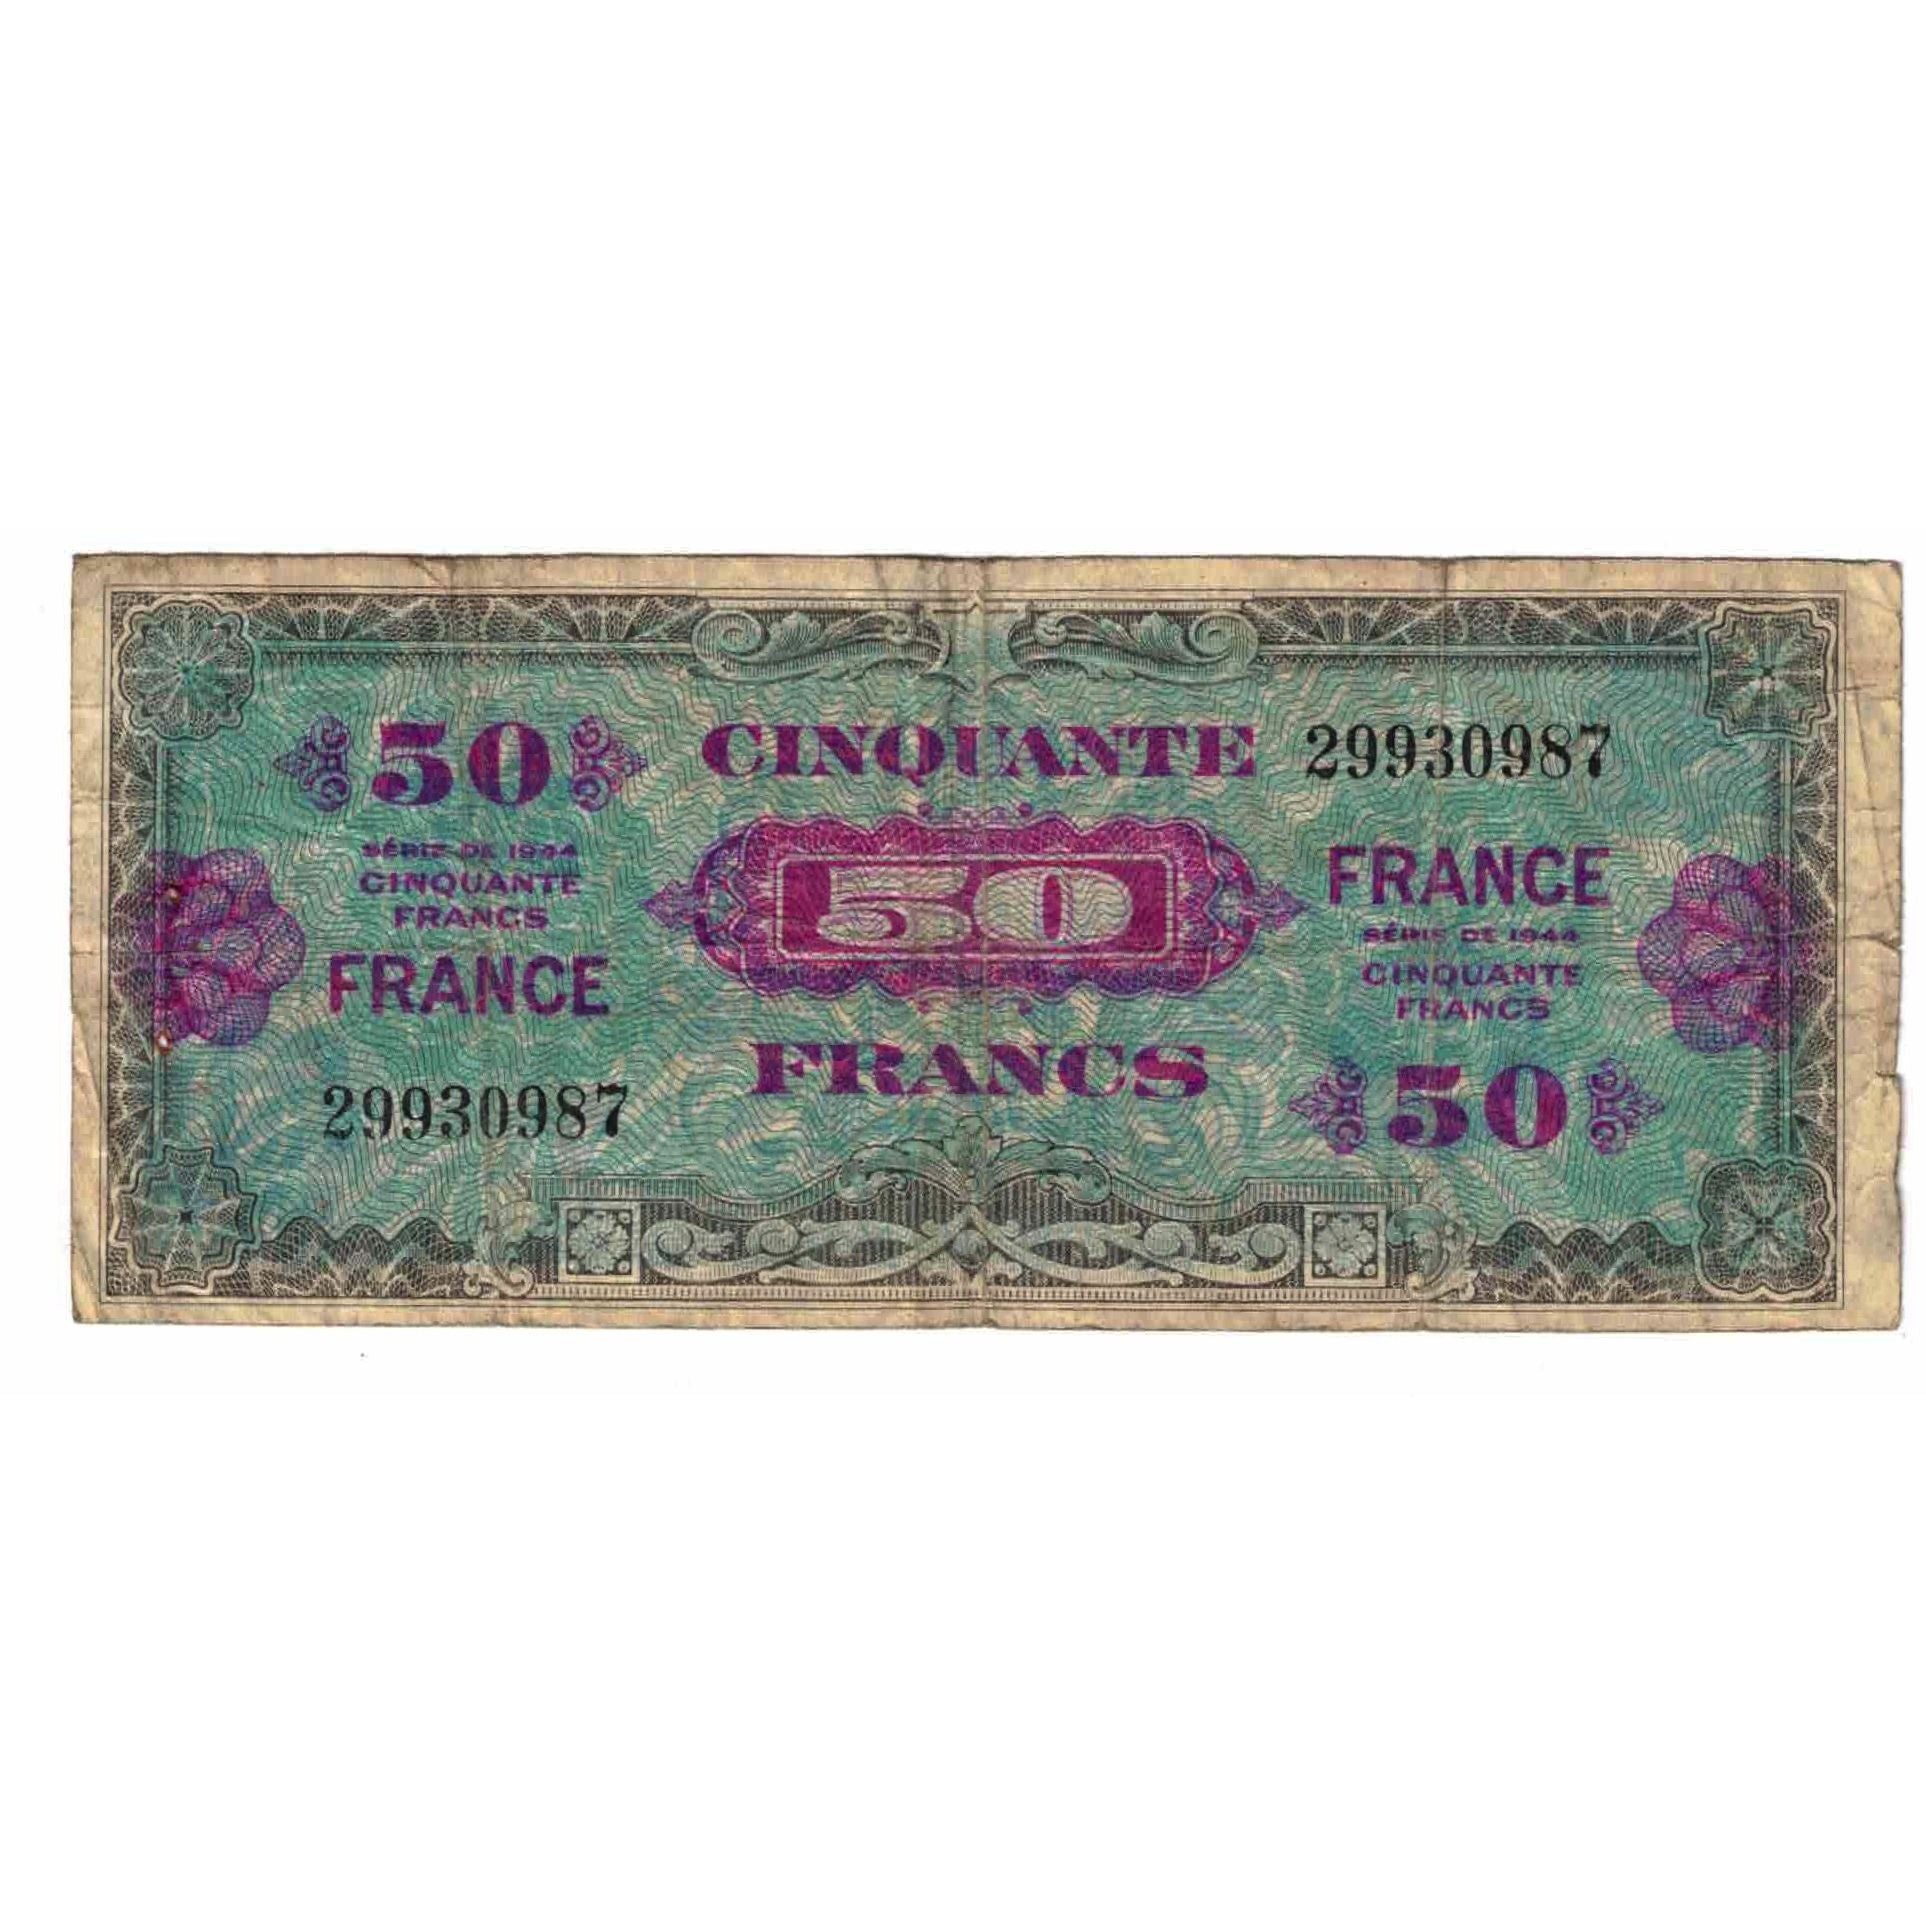 50
SÉRIE DE 1944
CINQUANTE
FRANCS
FRANCE
29930987
CINQUANTE
50
FRANCS
29930987
FRANCE
SÉRIE DE 1944
CINQUANTE
FRANCS
50